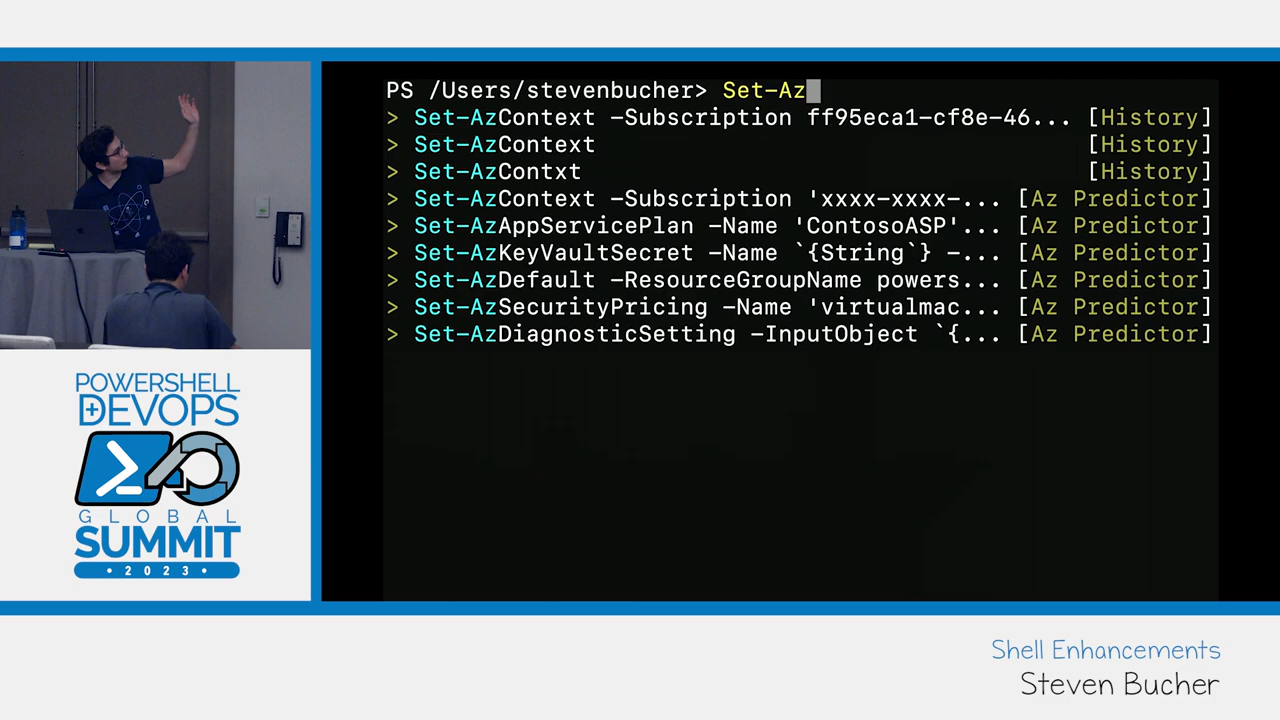 PS /Users/stevenbucher> Set-Az
> Set-AzContext -Subscription ff95eca1-cf8e-46... [History]
> Set-AzContext [History]
> Set-AzContxt [History]
> Set-AzContext -Subscription 'xxxx-xxxx-... [Az Predictor]
> Set-AzAppServicePlan -Name 'ContosoASP'... [Az Predictor]
> Set-AzKeyVaultSecret -Name `{String`} -... [Az Predictor]
> Set-AzDefault -ResourceGroupName powers... [Az Predictor]
> Set-AzSecurityPricing -Name 'virtualmac... [Az Predictor]
> Set-AzDiagnosticSetting -InputObject `{... [Az Predictor]
POWERSHELL
+DEVOPS
GLOBAL
SUMMIT
• 2023 •
Shell Enhancements
Steven Bucher